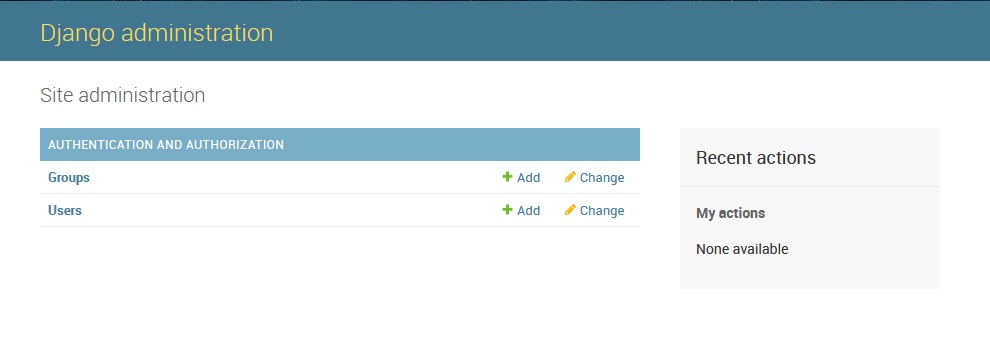 Django administration
Site administration
AUTHENTICATION AND AUTHORIZATION
Groups Add Change
Users Add Change
Recent actions
My actions
None available